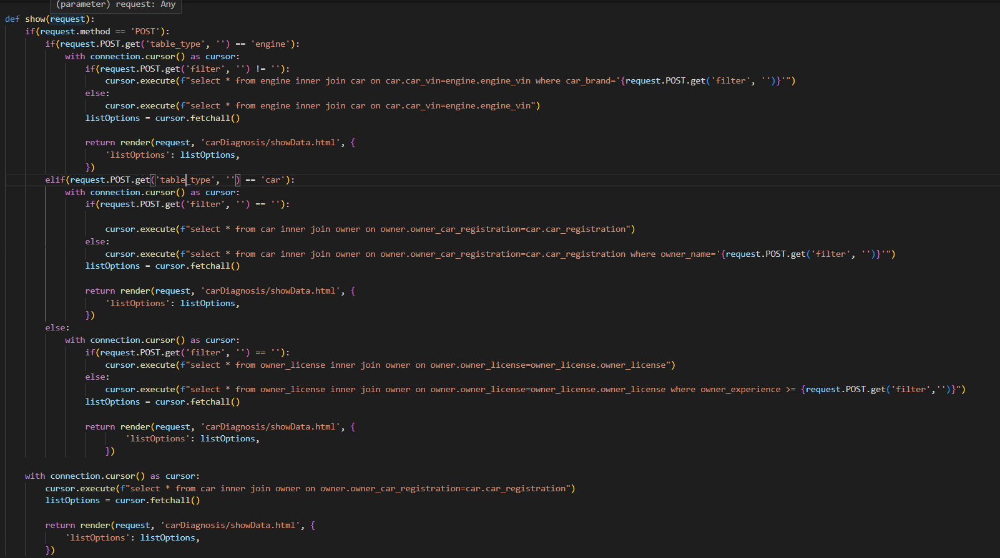 (parameter) request: Any
def show(request):
    if(request.method == 'POST'):
        if(request.POST.get('table_type', '') == 'engine'):
            with connection.cursor() as cursor:
                if(request.POST.get('filter', '') != ''):
                    cursor.execute(f"select * from engine inner join car on car.car_vin=engine.engine_vin where car_brand='{request.POST.get('filter', '')}'")
                else:
                    cursor.execute(f"select * from engine inner join car on car.car_vin=engine.engine_vin")
                listOptions = cursor.fetchall()
                return render(request, 'carDiagnosis/showData.html', {
                    'listOptions': listOptions,
                })
        elif(request.POST.get('table_type', '') == 'car'):
            with connection.cursor() as cursor:
                if(request.POST.get('filter', '') == ''):
                    cursor.execute(f"select * from car inner join owner on owner.owner_car_registration=car.car_registration")
                else:
                    cursor.execute(f"select * from car inner join owner on owner.owner_car_registration=car.car_registration where owner_name='{request.POST.get('filter', '')}'")
                listOptions = cursor.fetchall()
                return render(request, 'carDiagnosis/showData.html', {
                    'listOptions': listOptions,
                })
        else:
            with connection.cursor() as cursor:
                if(request.POST.get('filter', '') == ''):
                    cursor.execute(f"select * from owner_license inner join owner on owner.owner_license=owner_license.owner_license")
                else:
                    cursor.execute(f"select * from owner_license inner join owner on owner.owner_license=owner_license.owner_license where owner_experience >= {request.POST.get('filter','')}")
                listOptions = cursor.fetchall()
                return render(request, 'carDiagnosis/showData.html', {
                        'listOptions': listOptions,
                    })
    with connection.cursor() as cursor:
        cursor.execute(f"select * from car inner join owner on owner.owner_car_registration=car.car_registration")
        listOptions = cursor.fetchall()
        return render(request, 'carDiagnosis/showData.html', {
            'listOptions': listOptions,
        })